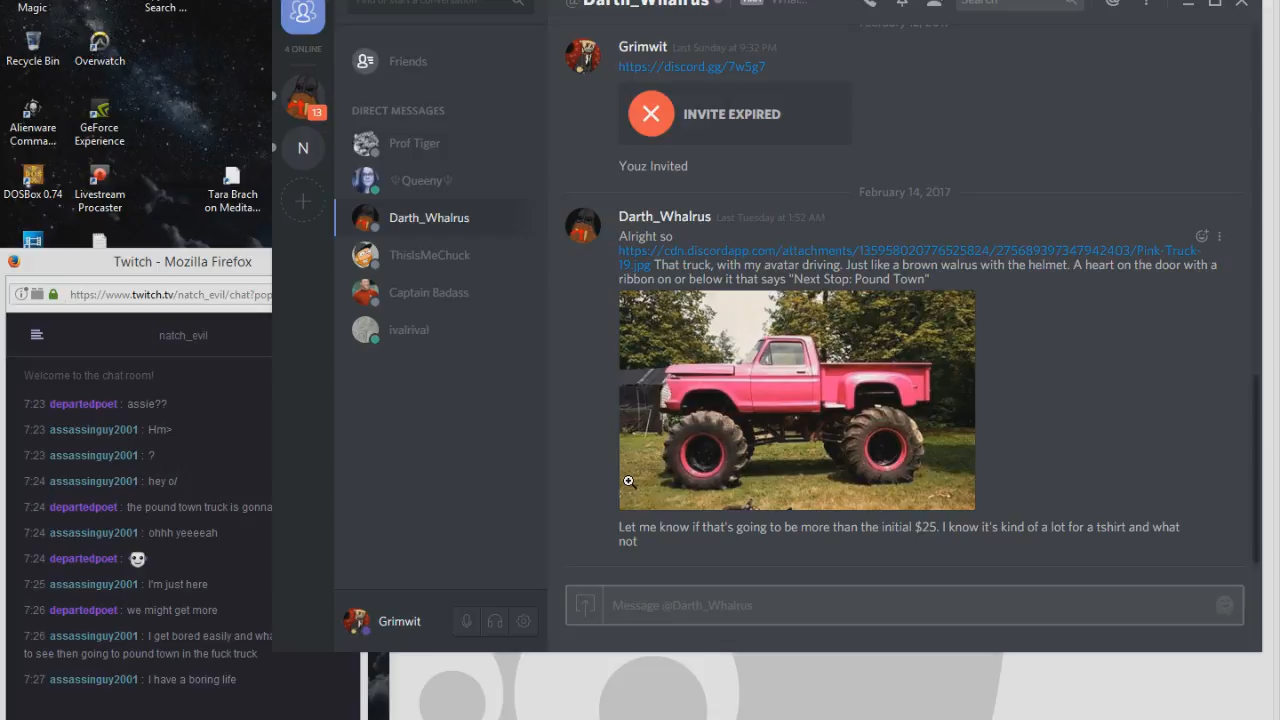 Magic
Search ...
Recycle Bin
Overwatch
Alienware
Comma...
GeForce
Experience
DOSBox 0.74
Livestream
Procaster
Tara Brach
on Medita...
Twitch - Mozilla Firefox
https://www.twitch.tv/natch_evil/chat?pop
natch_evil
Welcome to the chat room!
7:23 departedpoet : assie??
7:23 assassinguy2001 : Hm>
7:23 assassinguy2001 : ?
7:24 assassinguy2001 : hey o/
7:24 departedpoet : the pound town truck is gonna
7:24 assassinguy2001 : ohhh yeeeeah
7:24 departedpoet :
7:25 assassinguy2001 : I'm just here
7:26 departedpoet : we might get more
7:26 assassinguy2001 : I get bored easily and wha
to see then going to pound town in the fuck truck
7:27 assassinguy2001 : I have a boring life
4 ONLINE
13
N
Find or start a conversation
Friends
DIRECT MESSAGES
Prof Tiger
Queeny
Darth_Whalrus
ThisIsMeChuck
Captain Badass
ivalrival
Grimwit
@ Darth_Whalrus
Search
Grimwit Last Sunday at 9:32 PM
https://discord.gg/7w5g7
INVITE EXPIRED
Youz Invited
February 14, 2017
Darth_Whalrus Last Tuesday at 1:52 AM
Alright so
https://cdn.discordapp.com/attachments/135958020776525824/275689397347942403/Pink-Truck-
19.jpg That truck, with my avatar driving. Just like a brown walrus with the helmet. A heart on the door with a
ribbon on or below it that says "Next Stop: Pound Town"
Let me know if that's going to be more than the initial $25. I know it's kind of a lot for a tshirt and what
not
Message @Darth_Whalrus